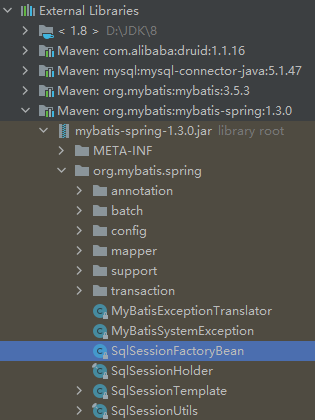 External Libraries
< 1.8 > D:\JDK\8
Maven: com.alibaba:druid:1.1.16
Maven: mysql:mysql-connector-java:5.1.47
Maven: org.mybatis:mybatis:3.5.3
Maven: org.mybatis:mybatis-spring:1.3.0
mybatis-spring-1.3.0.jar library root
META-INF
org.mybatis.spring
annotation
batch
config
mapper
support
transaction
MyBatisExceptionTranslator
MyBatisSystemException
SqlSessionFactoryBean
SqlSessionHolder
SqlSessionTemplate
SqlSessionUtils